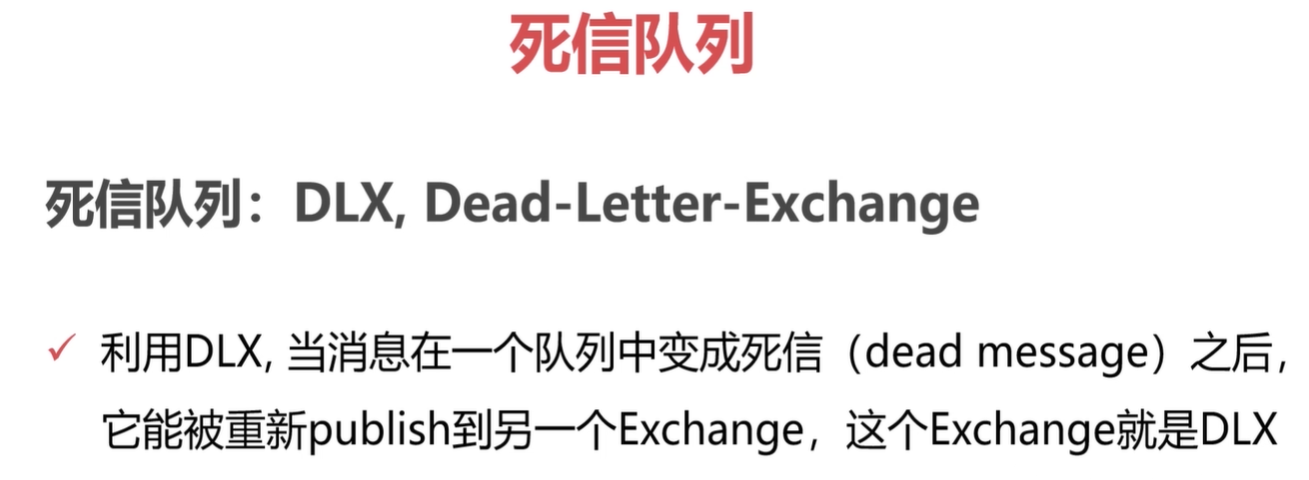 死信队列
死信队列：DLX, Dead-Letter-Exchange
利用DLX, 当消息在一个队列中变成死信（dead message）之后，
它能被重新publish到另一个Exchange，这个Exchange就是DLX